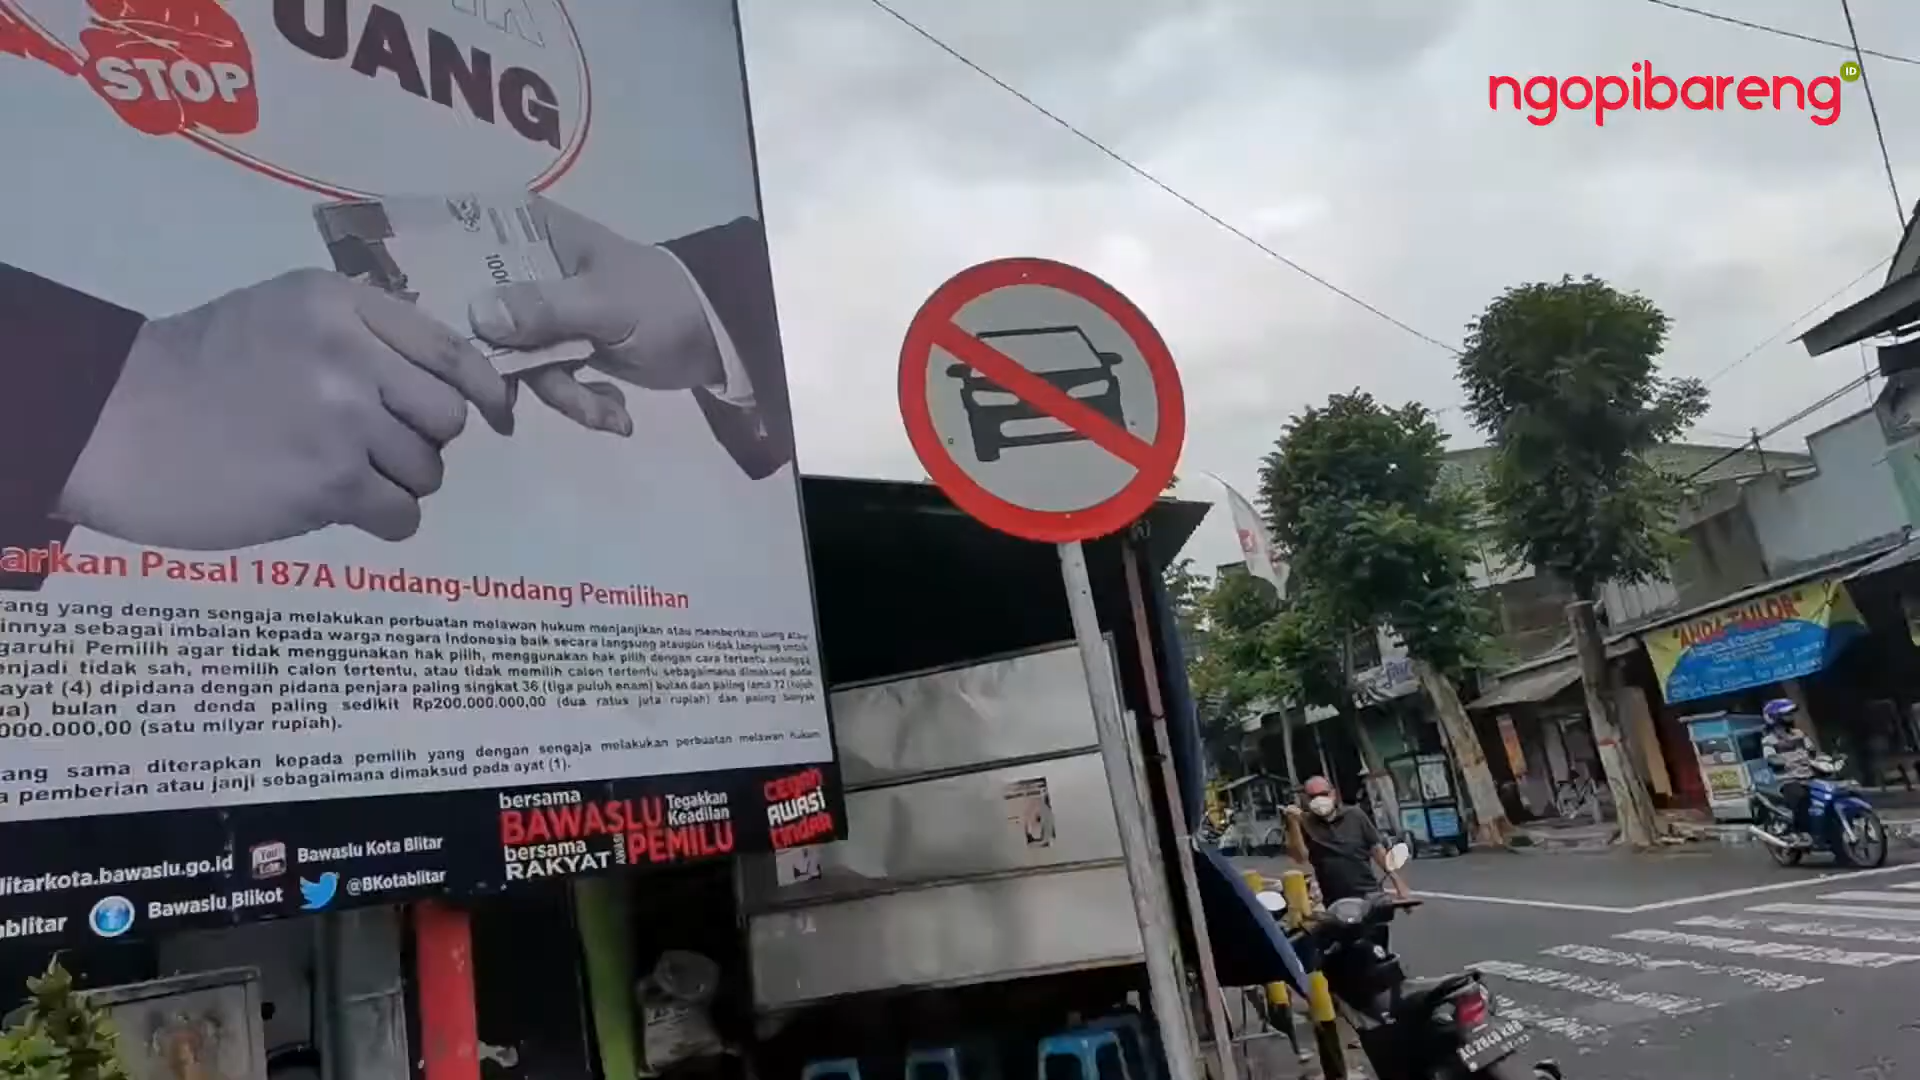 UANG
STOP
ngopibareng ID
arkan Pasal 187A Undang-Undang Pemilihan
rang yang dengan sengaja melakukan perbuatan melawan hukum menjanjikan atau memberikan uang atau
innya sebagai imbalan kepada warga negara Indonesia baik secara langsung ataupun tidak langsung untuk
garuhi Pemilih agar tidak menggunakan hak pilih, menggunakan hak pilih dengan cara tertentu sehingga
enjadi tidak sah, memilih calon tertentu, atau tidak memilih calon tertentu sebagaimana dimaksud pada
ayat (4) dipidana dengan pidana penjara paling singkat 36 (tiga puluh enam) bulan dan paling lama 72 (tujuh
ua) bulan dan denda paling sedikit Rp200.000.000,00 (dua ratus juta rupiah) dan paling banyak
000.000,00 (satu milyar rupiah).
ang sama diterapkan kepada pemilih yang dengan sengaja melakukan perbuatan melawan hukum
a pemberian atau janji sebagaimana dimaksud pada ayat (1).
litarkota.bawaslu.go.id
Bawaslu Kota Blitar
ablitar
Bawaslu Blikot
@BKotablitar
bersama
BAWASLU
bersama
RAKYAT
Tegakkan
Keadilan
AWASI
PEMILU
CEGAH
AWASI
TINDAK
"ANDA TAILOR"